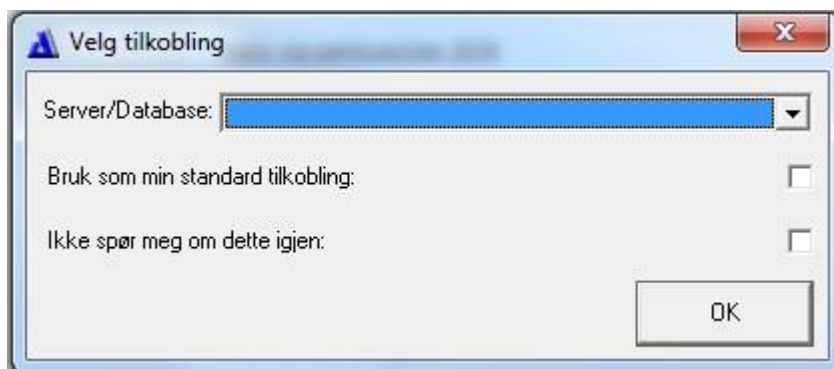 Velg tilkobling
Server/Database:
Bruk som min standard tilkobling:
Ikke spør meg om dette igjen:
OK